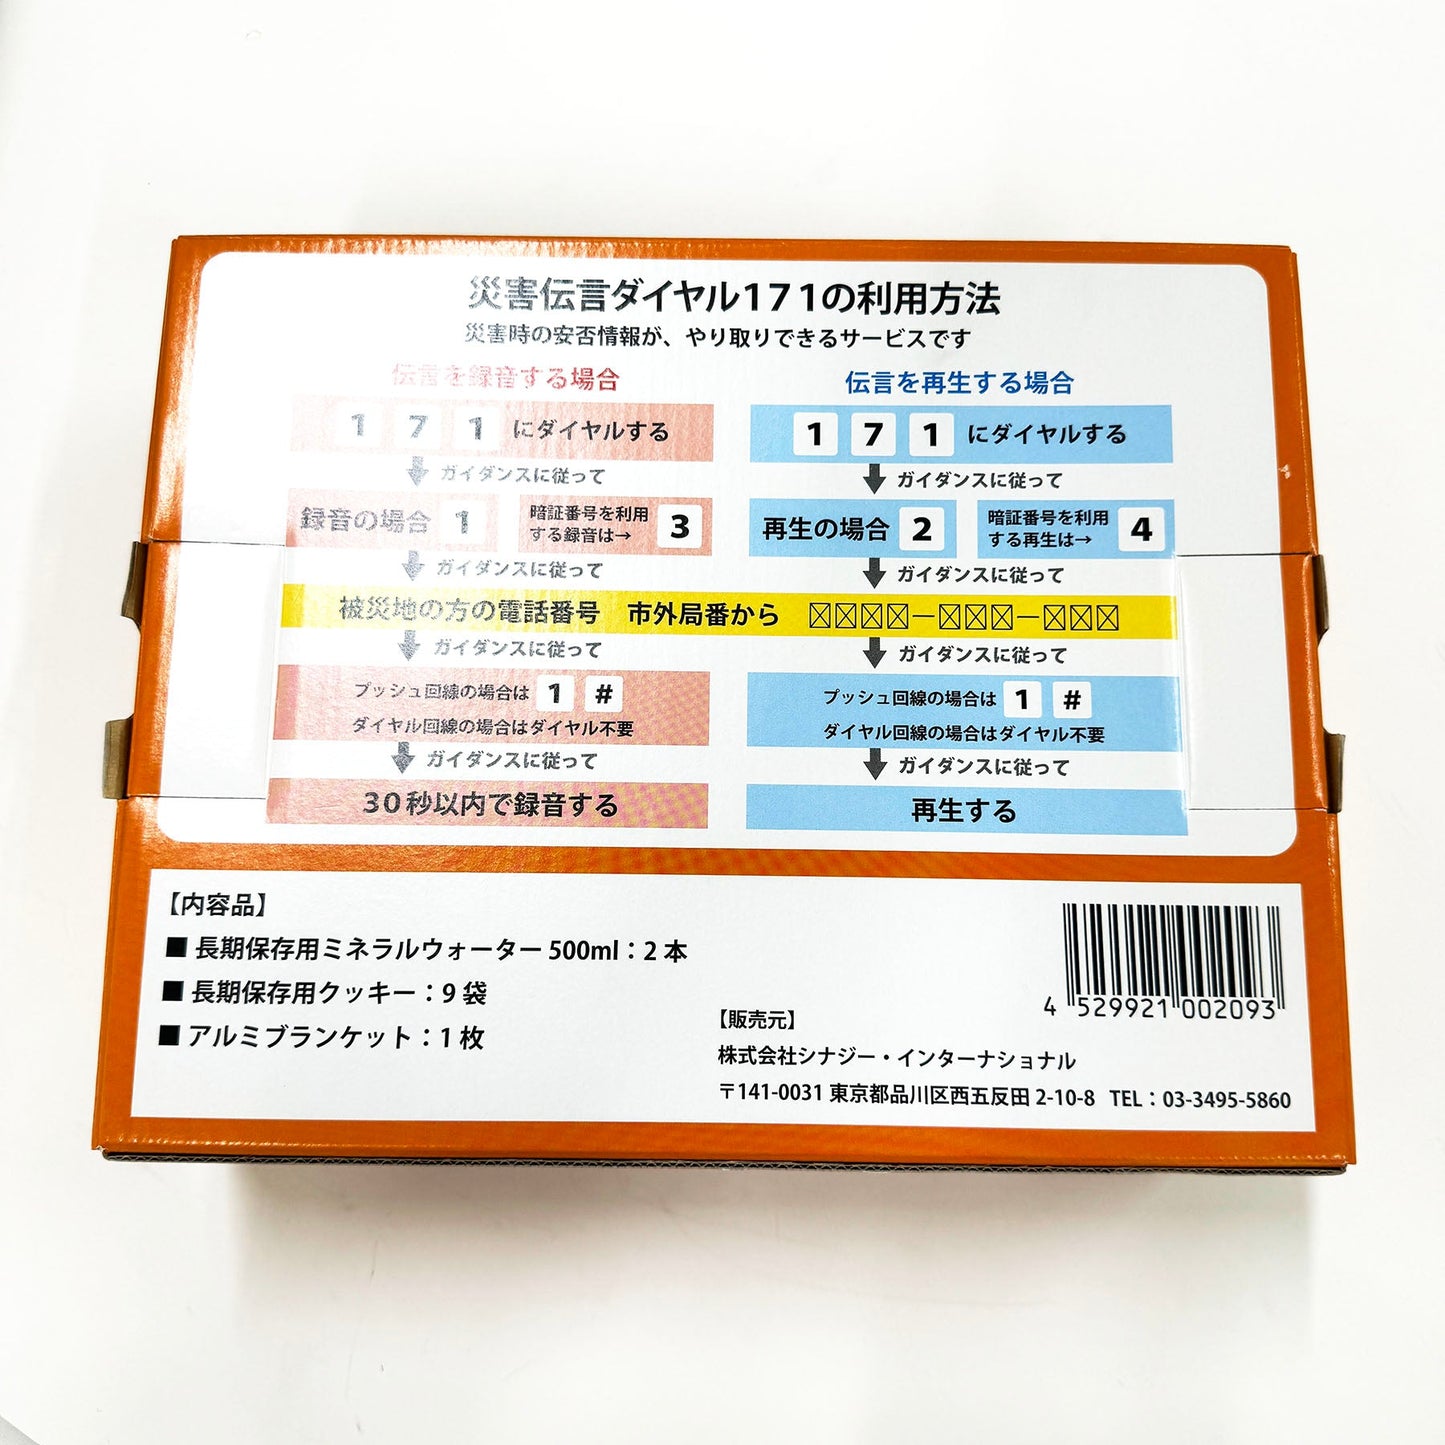 災害伝言ダイヤル171の利用方法
災害時の安否情報が、やり取りできるサービスです
伝言を録音する場合
1 7 1 にダイヤルする
ガイダンスに従って
録音の場合 1
暗証番号を利用
する録音は→ 3
ガイダンスに従って
伝言を再生する場合
1 7 1 にダイヤルする
ガイダンスに従って
再生の場合 2
暗証番号を利用
する再生は→ 4
ガイダンスに従って
被災地の方の電話番号 市外局番から ☒☒☒☒―☒☒☒―☒☒☒
ガイダンスに従って
プッシュ回線の場合は 1 #
ダイヤル回線の場合はダイヤル不要
ガイダンスに従って
30秒以内で録音する
ガイダンスに従って
プッシュ回線の場合は 1 #
ダイヤル回線の場合はダイヤル不要
ガイダンスに従って
再生する
【内容品】
■ 長期保存用ミネラルウォーター 500ml：2 本
■ 長期保存用クッキー：9 袋
■ アルミブランケット：1 枚
4 529921 002093
【販売元】
株式会社シナジー・インターナショナル
〒141-0031 東京都品川区西五反田 2-10-8 TEL：03-3495-5860